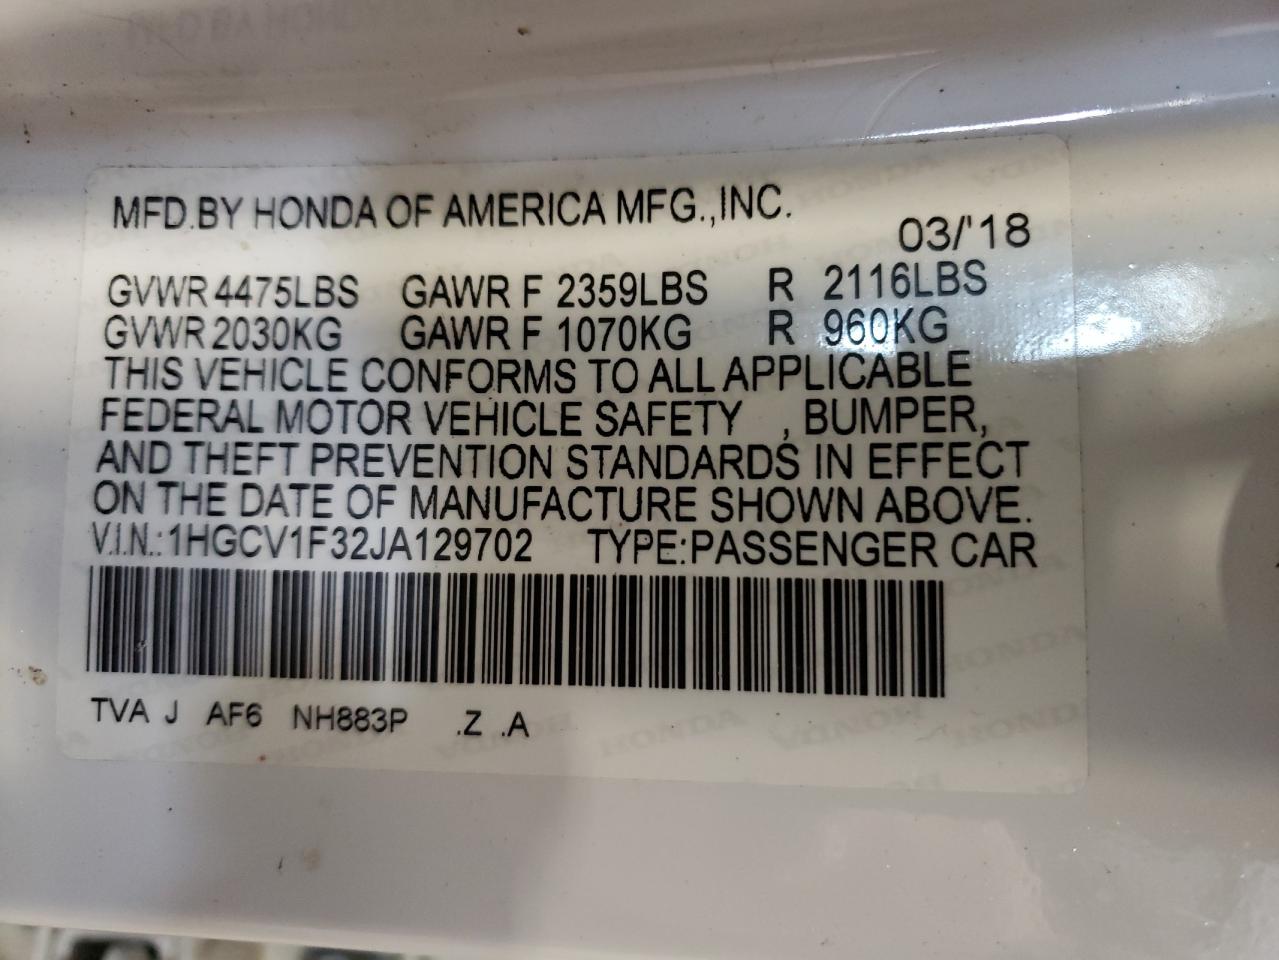 MFD.BY HONDA OF AMERICA MFG.,INC.
03/'18
GVWR 4475LBS GAWR F 2359LBS R 2116LBS
GVWR 2030KG GAWR F 1070KG R 960KG
THIS VEHICLE CONFORMS TO ALL APPLICABLE
FEDERAL MOTOR VEHICLE SAFETY , BUMPER,
AND THEFT PREVENTION STANDARDS IN EFFECT
ON THE DATE OF MANUFACTURE SHOWN ABOVE.
V.I.N.:1HGCV1F32JA129702 TYPE:PASSENGER CAR
TVA J AF6 NH883P .Z .A